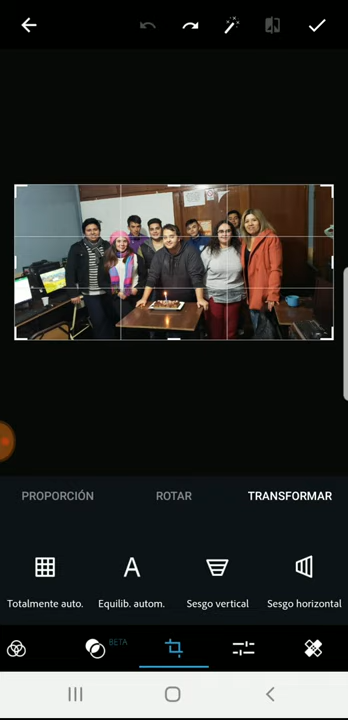 PROPORCIÓN ROTAR TRANSFORMAR
Totalmente auto. Equilib. autom. Sesgo vertical Sesgo horizontal
BETA